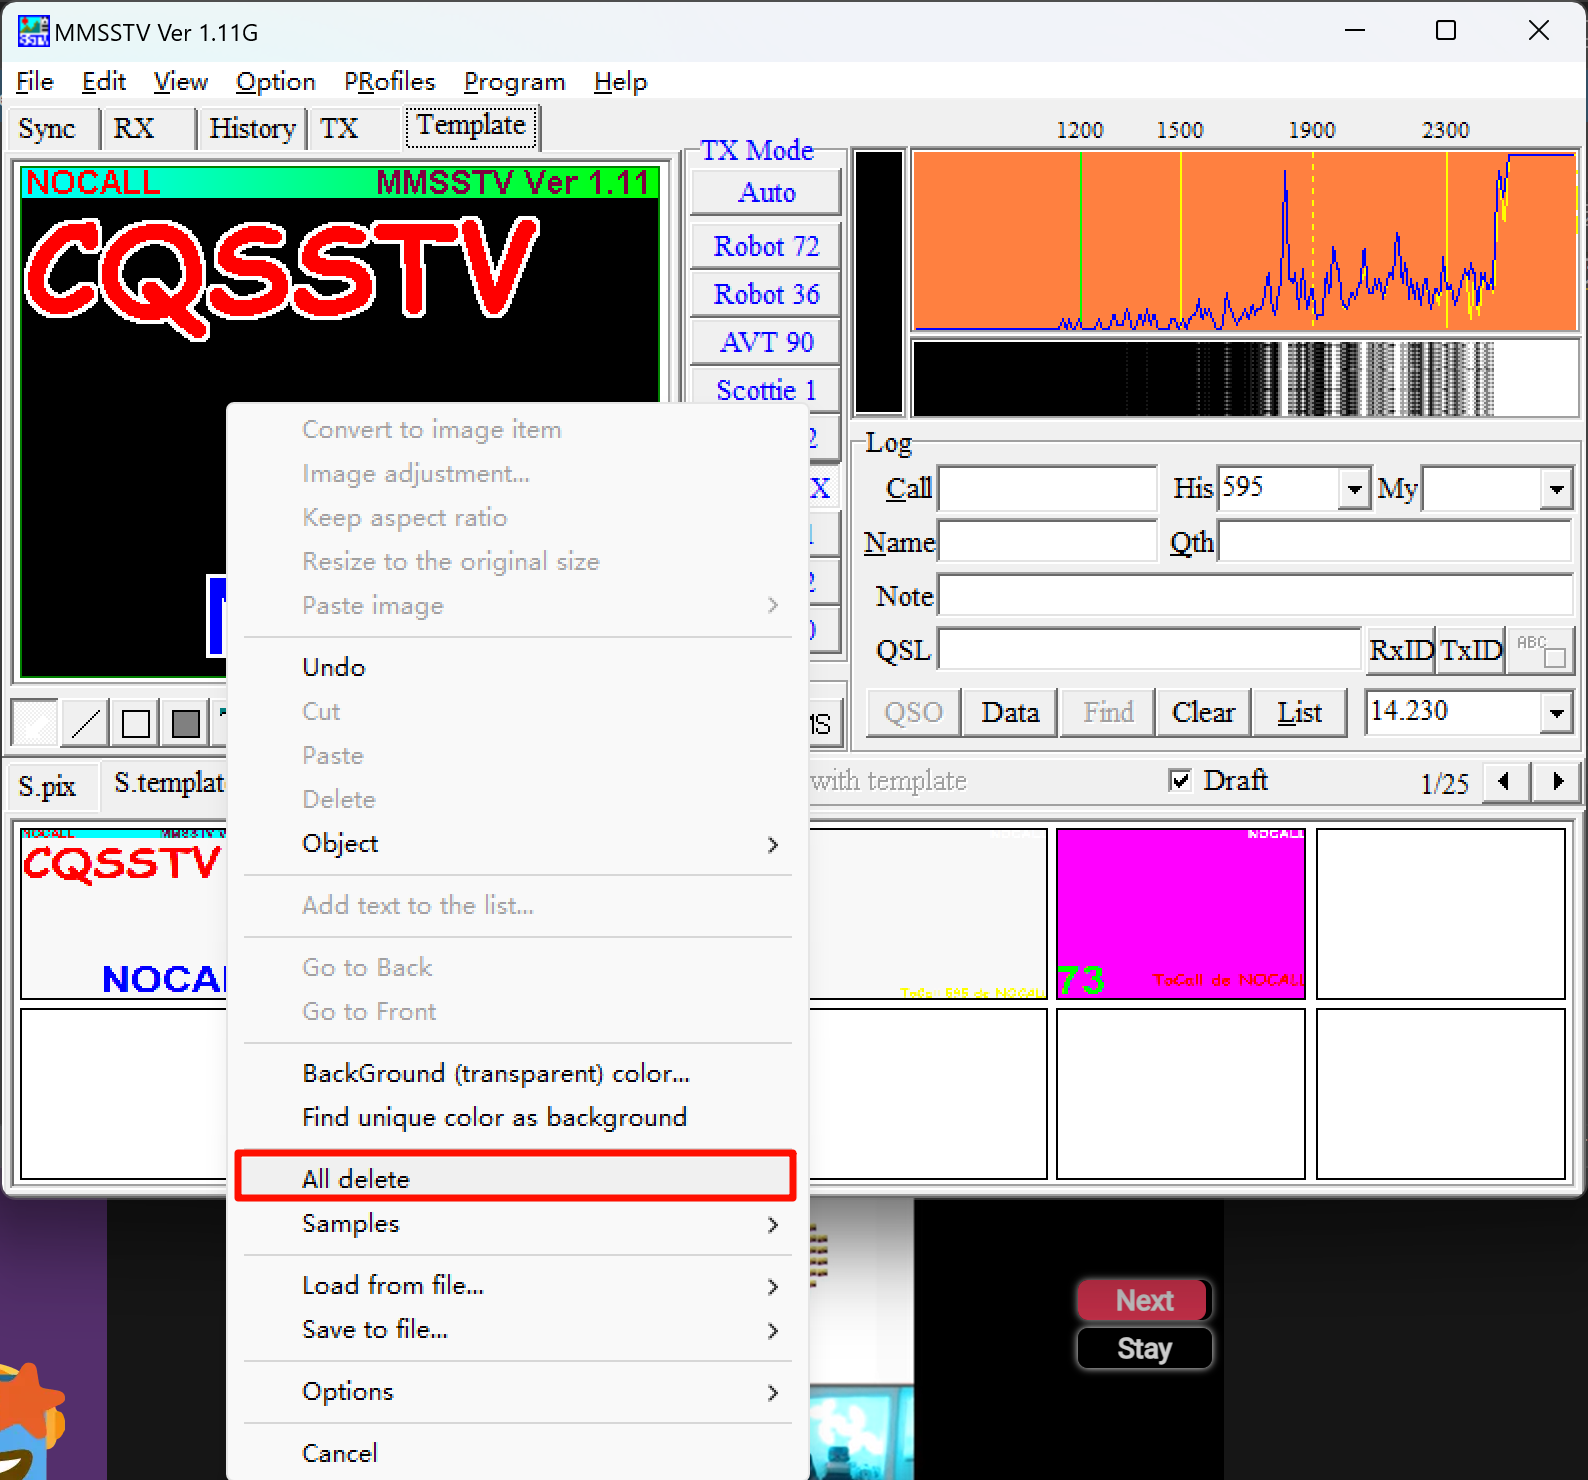 MMSSTV Ver 1.11G
File Edit View Option PRofiles Program Help
Sync RX History TX Template
1200 1500 1900 2300
NOCALL MMSSTV Ver 1.11
CQSSTV
TX Mode
Auto
Robot 72
Robot 36
AVT 90
Scottie 1
Convert to image item
Image adjustment...
Keep aspect ratio
Resize to the original size
Paste image
Undo
Cut
Paste
Delete
Object
Add text to the list...
Go to Back
Go to Front
BackGround (transparent) color...
Find unique color as background
All delete
Samples
Load from file...
Save to file...
Options
Cancel
Log
Call His 595 My
Name Qth
Note
QSL RxID TxID ABC
QSO Data Find Clear List 14.230
S.pix
with template Draft 1/25
NOCALL
CQSSTV
ToCall 595 de NOCALL
NOCALL
73 ToCall de NOCALL
Next
Stay